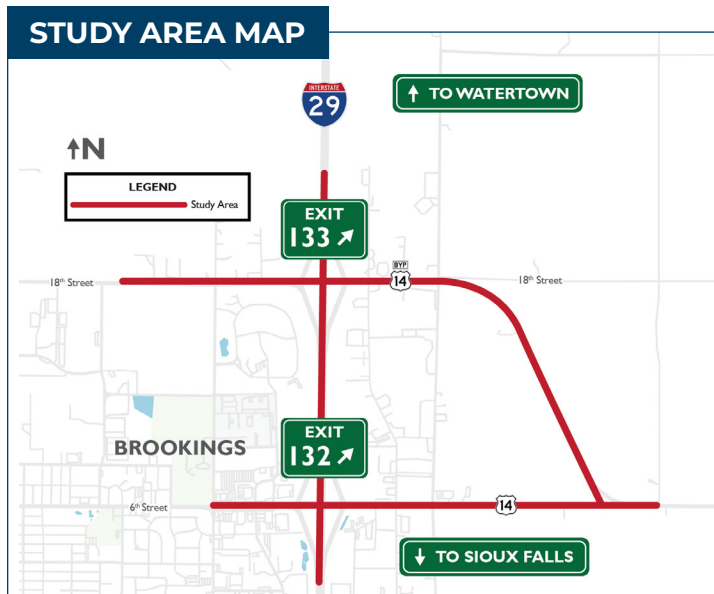 STUDY AREA MAP
INTERSTATE
29
↑ TO WATERTOWN
↑N
LEGEND
Study Area
EXIT
133 ↗
BYP
14
18th Street
18th Street
EXIT
132 ↗
BROOKINGS
6th Street
14
↓ TO SIOUX FALLS